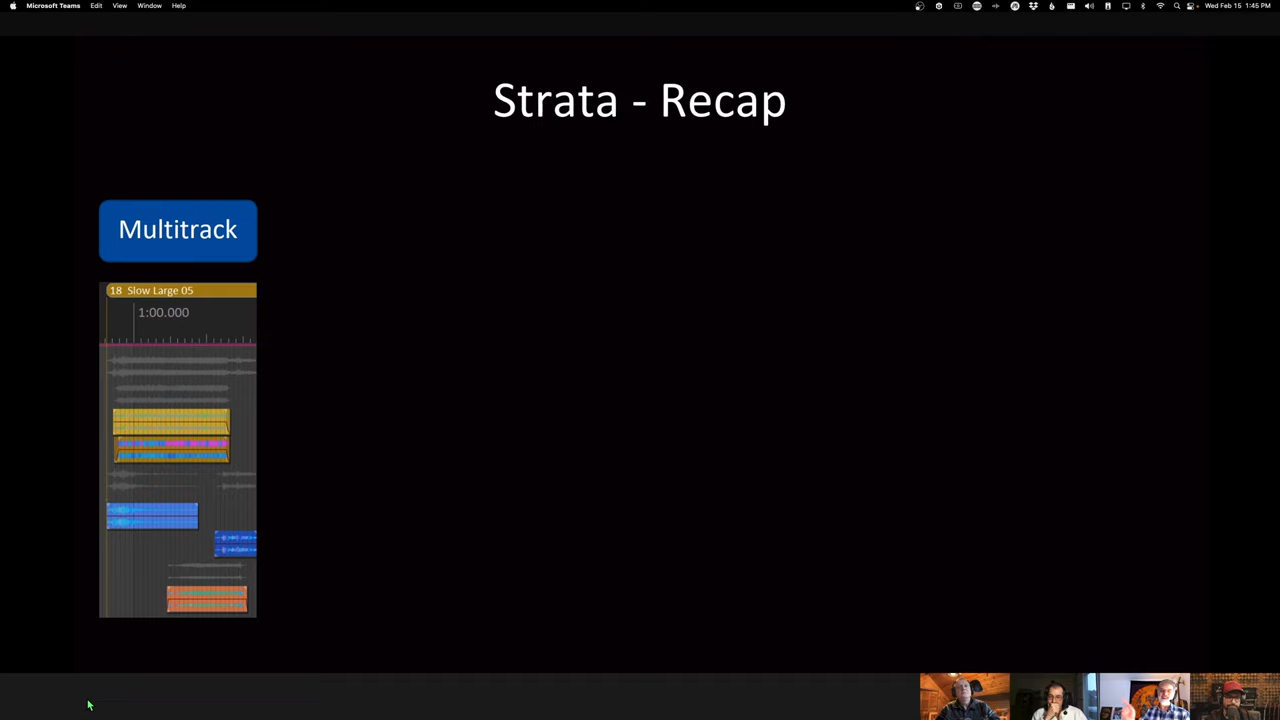 Microsoft Teams Edit View Window Help
Wed Feb 15 1:45 PM
Strata - Recap
Multitrack
18 Slow Large 05
1:00.000